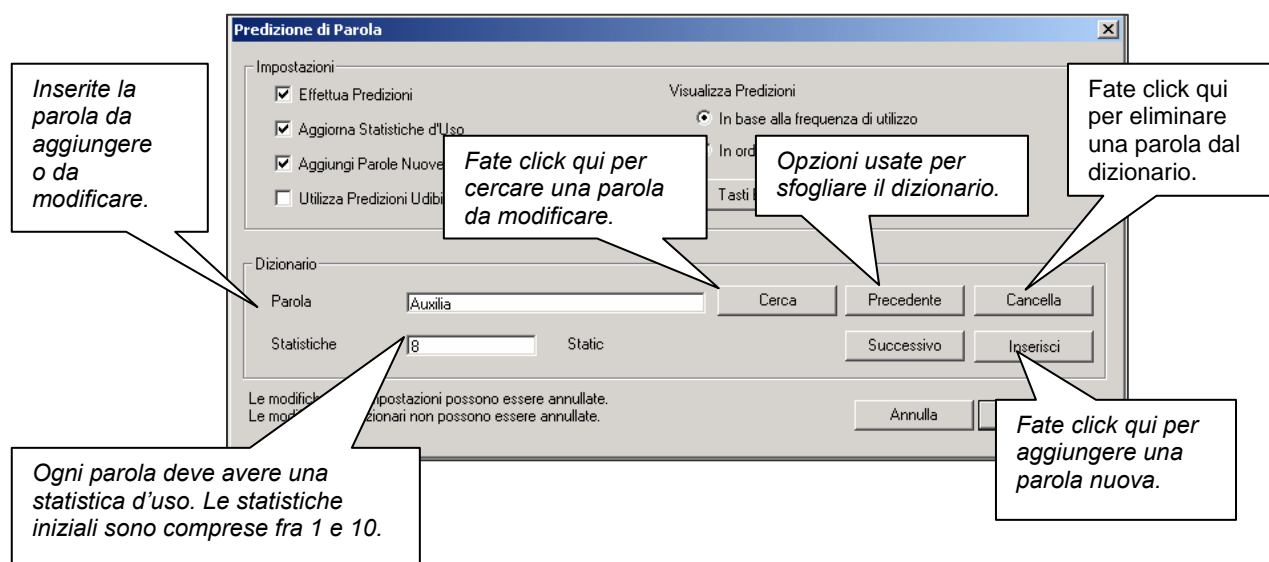 Predizione di Parola
Impostazioni
Effettua Predizioni
Aggiorna Statistiche d'Uso
Aggiungi Parole Nuove
Utilizza Predizioni
Visualizza Predizioni
In base alla frequenza di utilizzo
In
Tasti
Dizionario
Parola
Auxilia
Cerca
Precedente
Cancella
Statistiche
8
Static
Successivo
Inserisci
Le mpostazioni possono essere annullate.
Le zionari non possono essere annullate.
Annulla
Inserite la
parola da
aggiungere
o da
modificare.
Fate click qui per
cercare una parola
da modificare.
Opzioni usate per
sfogliare il dizionario.
Fate click qui
per eliminare
una parola dal
dizionario.
Ogni parola deve avere una
statistica d’uso. Le statistiche
iniziali sono comprese fra 1 e 10.
Fate click qui per
aggiungere una
parola nuova.